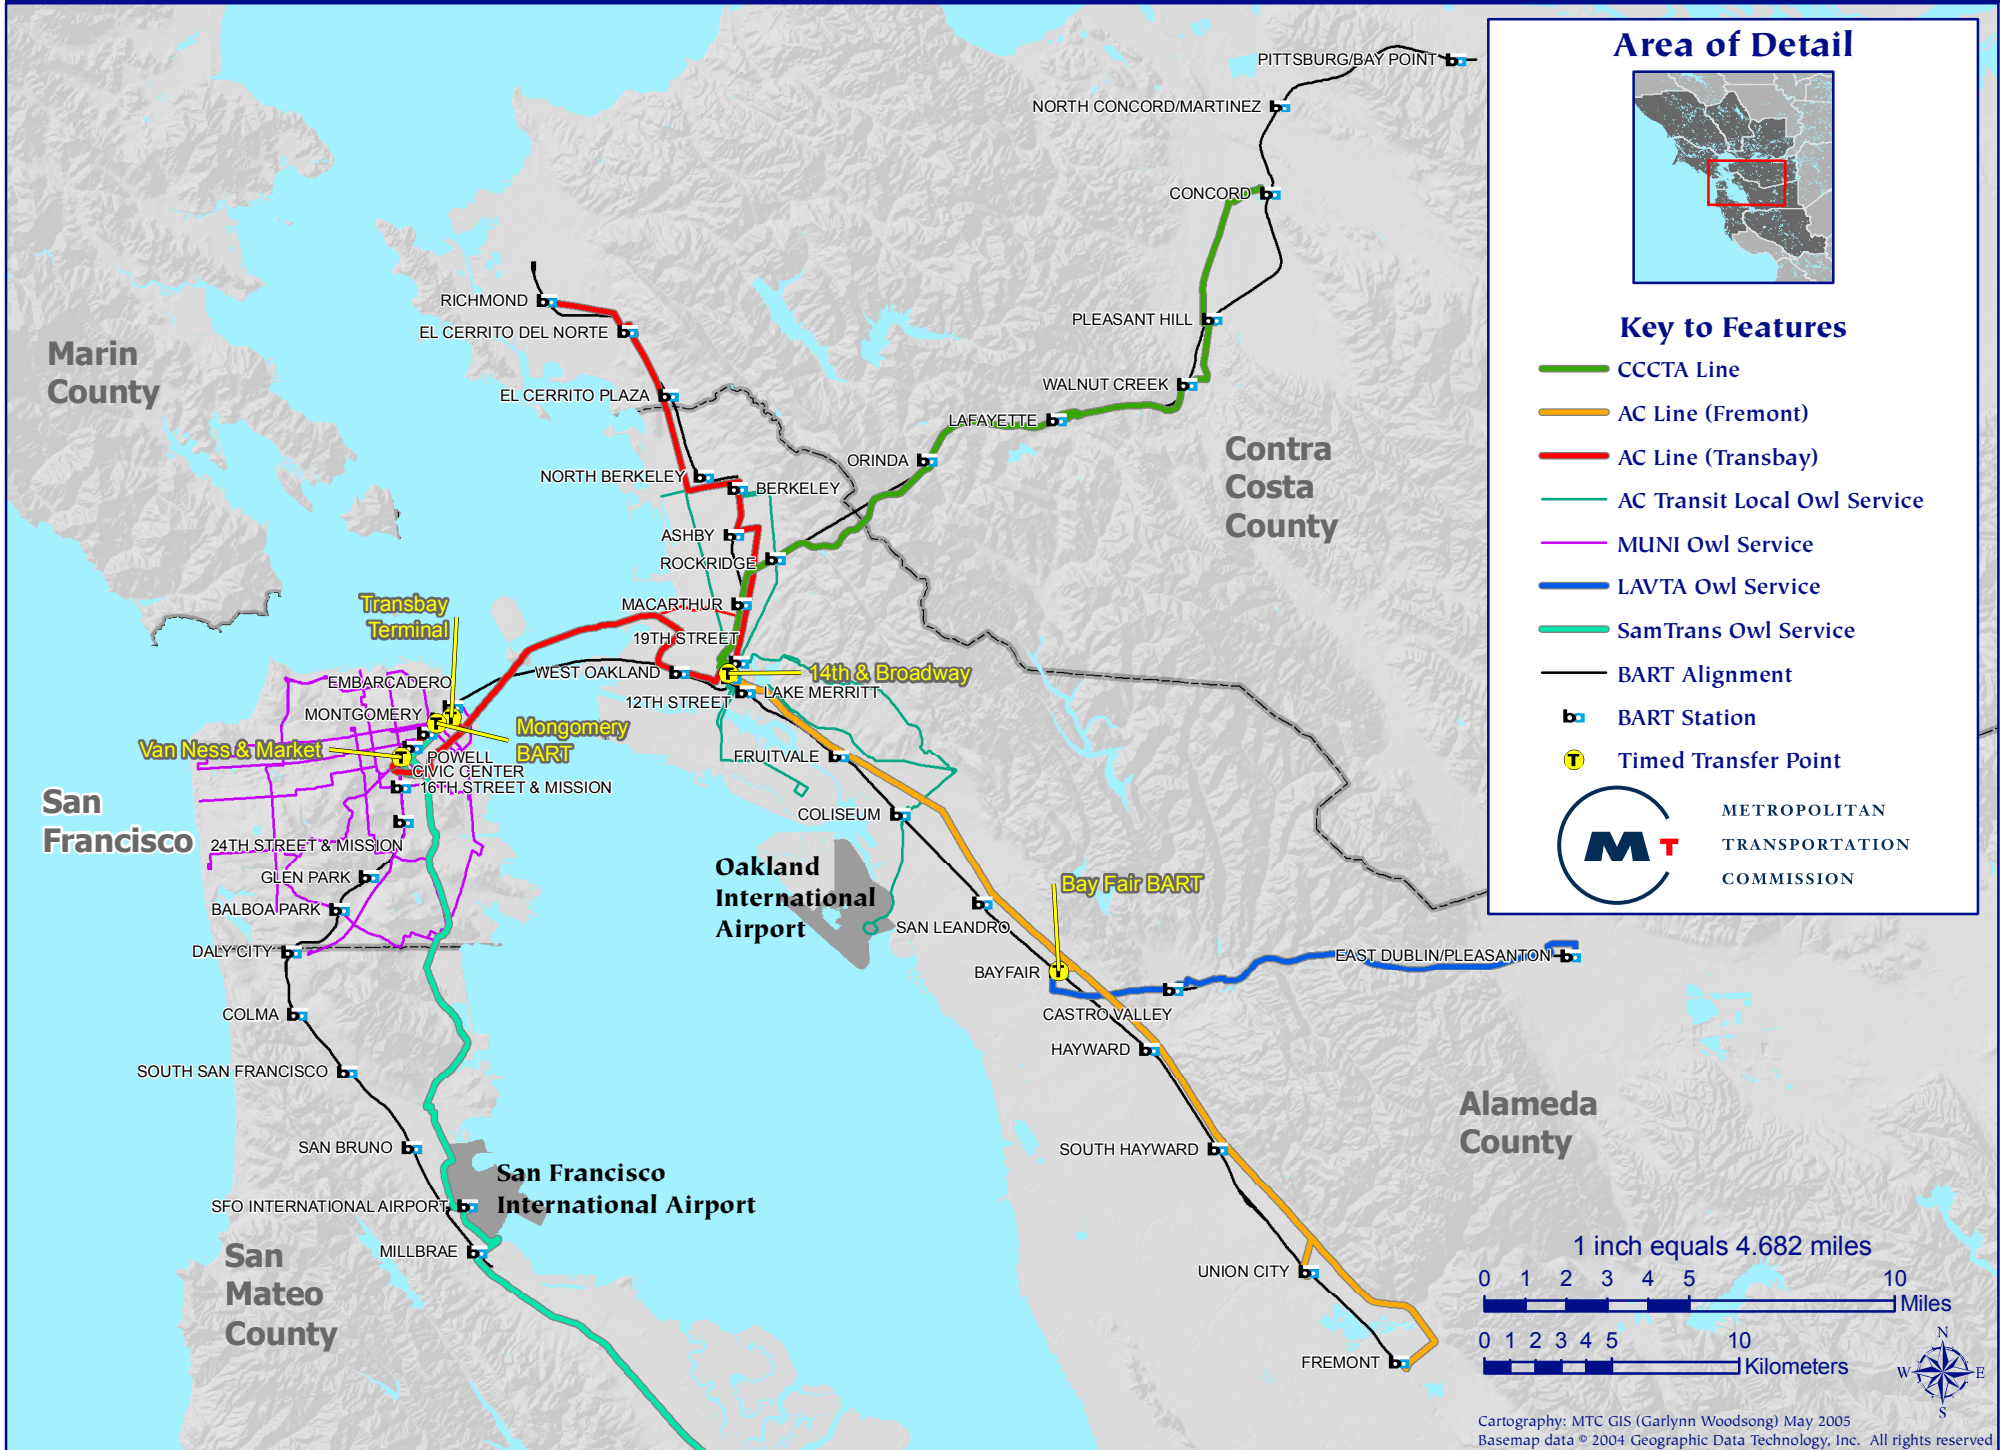 PITTSBURG/BAY POINT
NORTH CONCORD/MARTINEZ
CONCORD
RICHMOND
EL CERRITO DEL NORTE
PLEASANT HILL
Marin
County
EL CERRITO PLAZA
WALNUT CREEK
LAFAYETTE
Contra
Costa
County
ORINDA
NORTH BERKELEY
BERKELEY
ASHBY
ROCKRIDGE
MACARTHUR
Transbay
Terminal
19TH STREET
WEST OAKLAND
14th & Broadway
EMBARCADERO
12TH STREET
LAKE MERRITT
MONTGOMERY
Mongomery
BART
Van Ness & Market
POWELL
CIVIC CENTER
16TH STREET & MISSION
FRUITVALE
San
Francisco
COLISEUM
24TH STREET & MISSION
GLEN PARK
BALBOA PARK
DALY CITY
Oakland
International
Airport
Bay Fair BART
SAN LEANDRO
BAYFAIR
EAST DUBLIN/PLEASANTON
CASTRO VALLEY
COLMA
HAYWARD
SOUTH SAN FRANCISCO
Alameda
County
SAN BRUNO
SOUTH HAYWARD
San Francisco
International Airport
SFO INTERNATIONAL AIRPORT
MILLBRAE
San
Mateo
County
UNION CITY
FREMONT
T
T
T
T
T
Area of Detail
Key to Features
CCCTA Line
AC Line (Fremont)
AC Line (Transbay)
AC Transit Local Owl Service
MUNI Owl Service
LAVTA Owl Service
SamTrans Owl Service
BART Alignment
BART Station
T Timed Transfer Point
M T
METROPOLITAN
TRANSPORTATION
COMMISSION
1 inch equals 4.682 miles
0 1 2 3 4 5 10
Miles
0 1 2 3 4 5 10
Kilometers
N
W E
S
Cartography: MTC GIS (Garlynn Woodsong) May 2005
Basemap data © 2004 Geographic Data Technology, Inc. All rights reserved